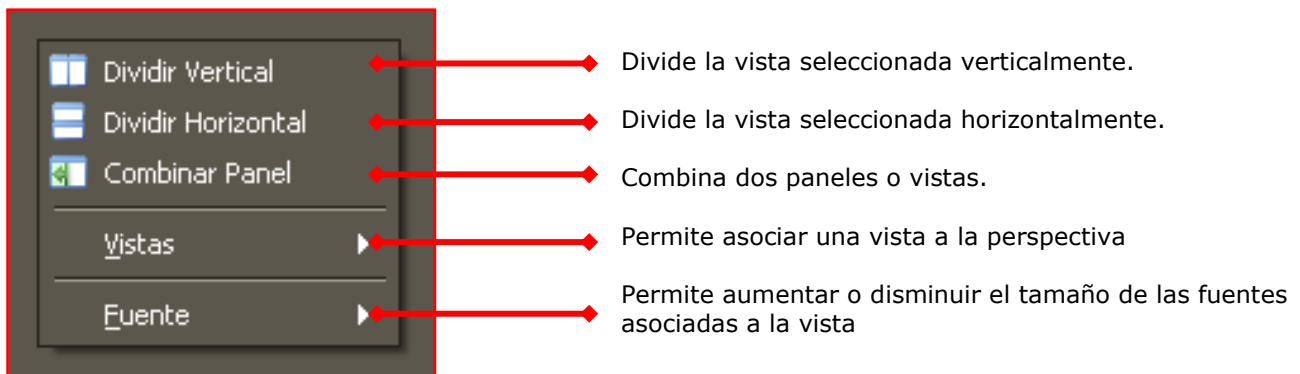 Dividir Vertical
Divide la vista seleccionada verticalmente.
Dividir Horizontal
Divide la vista seleccionada horizontalmente.
Combinar Panel
Combina dos paneles o vistas.
Vistas
Permite asociar una vista a la perspectiva
Fuente
Permite aumentar o disminuir el tamaño de las fuentes
asociadas a la vista